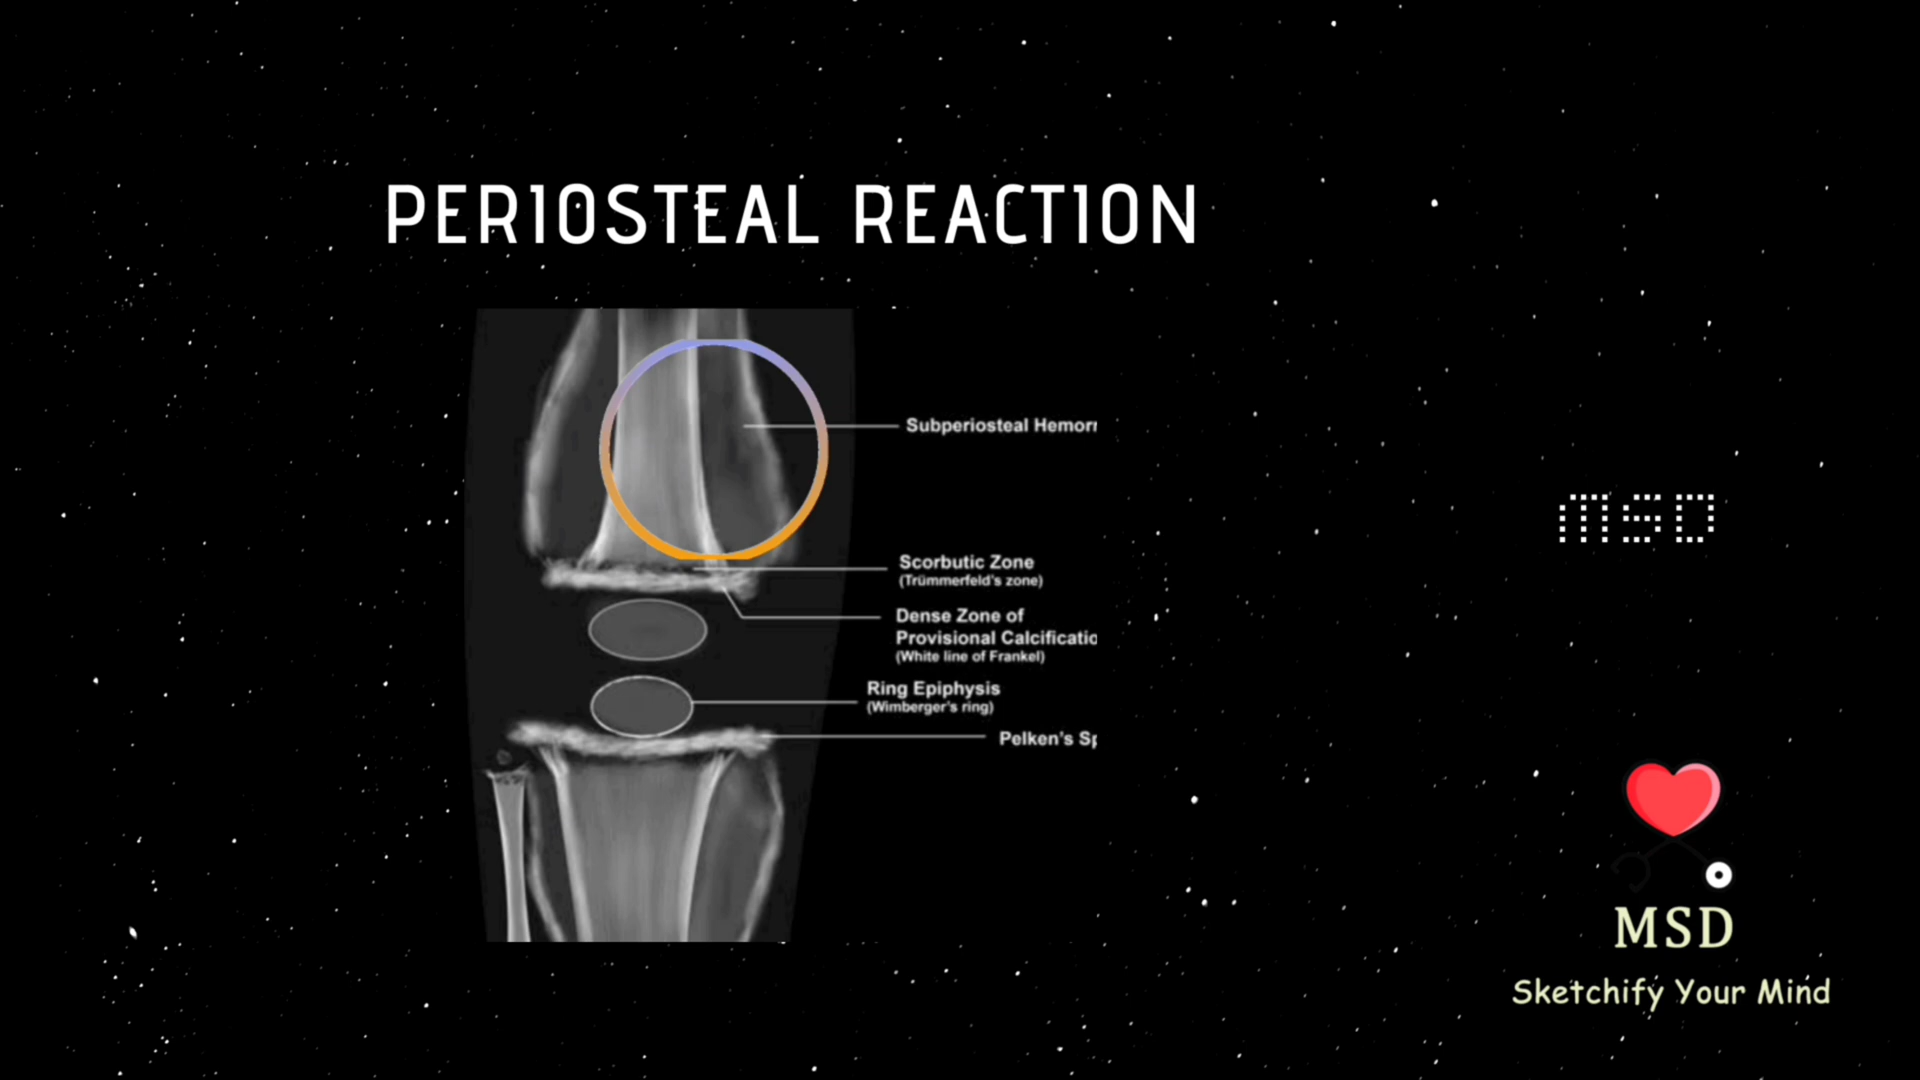 PERIOSTEAL REACTION
Subperiosteal Hemorr
Scorbutic Zone
(Trümmerfeld's zone)
Dense Zone of
Provisional Calcificatio
(White line of Frankel)
Ring Epiphysis
(Wimberger's ring)
Pelken's Sp
MSD
MSD
Sketchify Your Mind